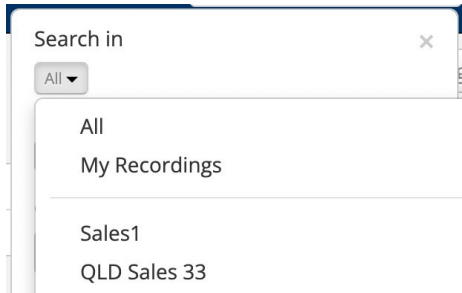 Search in
All
All
My Recordings
Sales1
QLD Sales 33